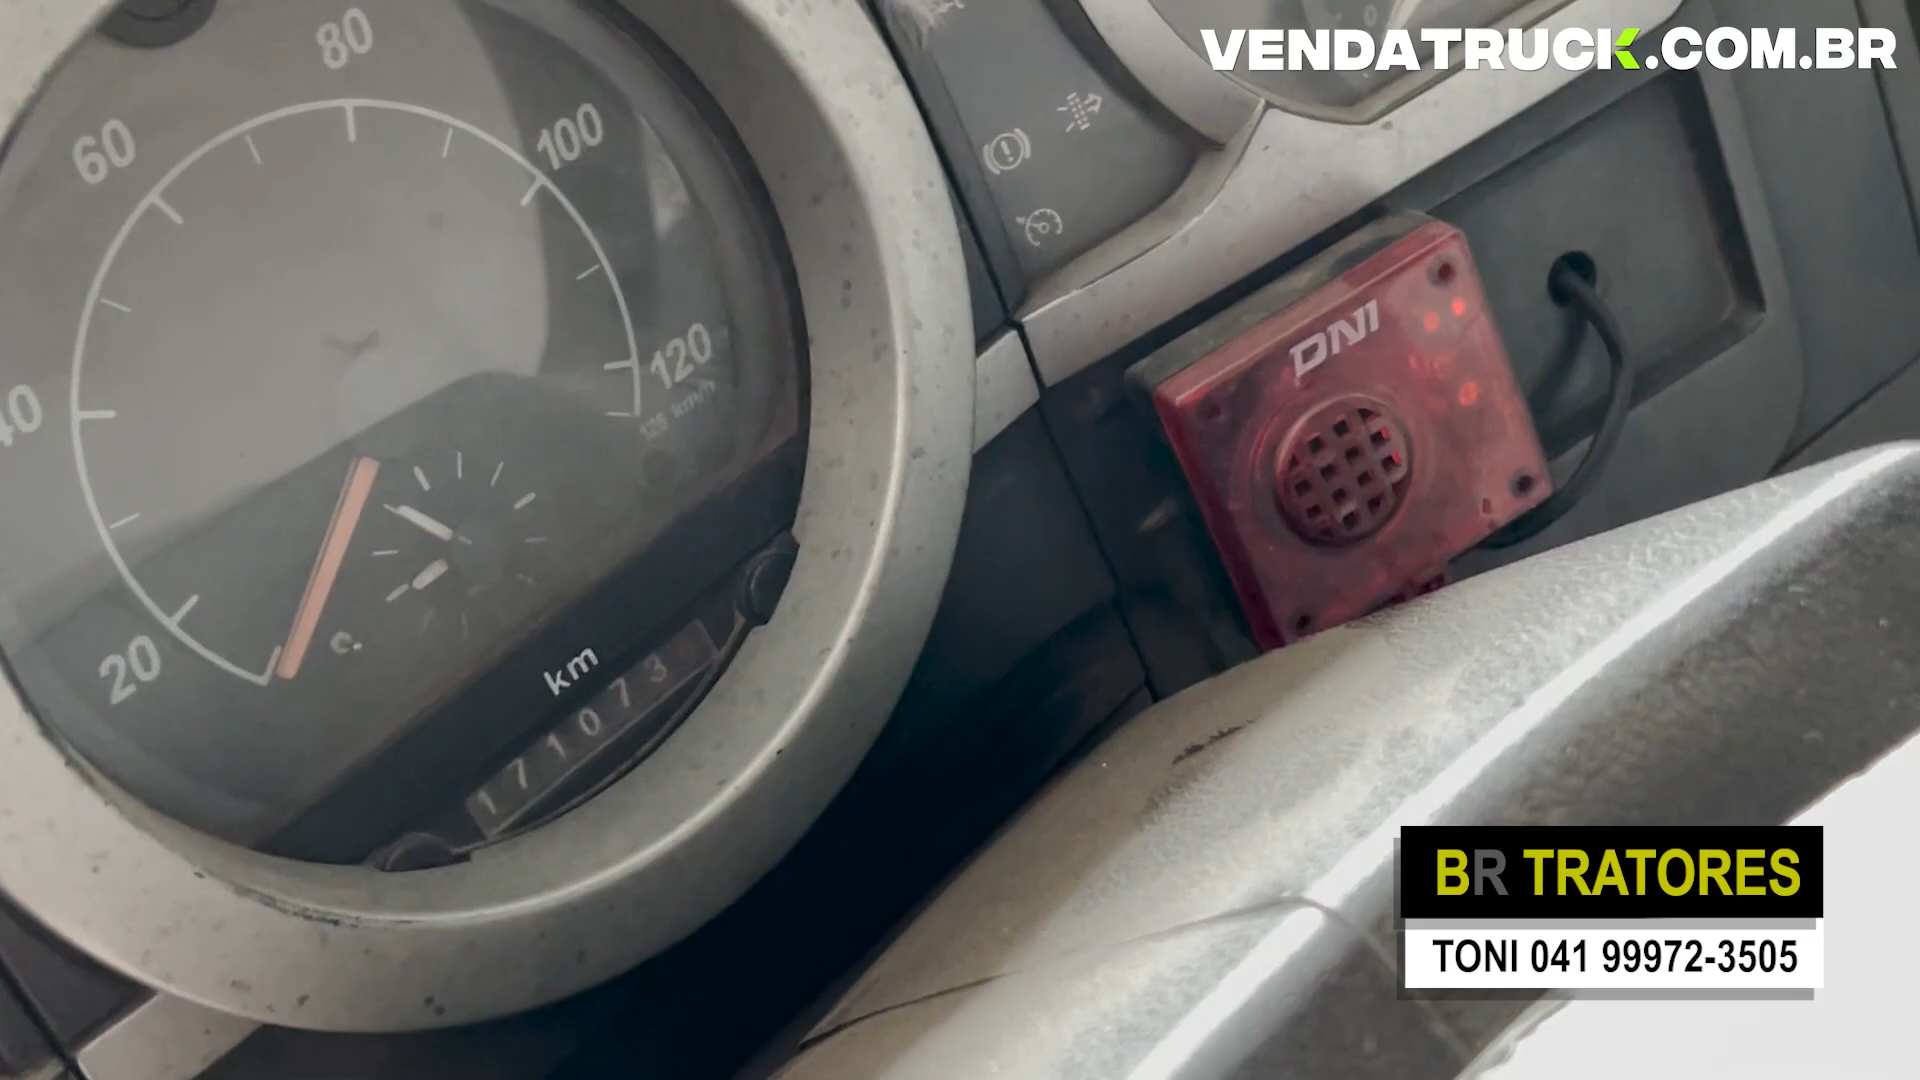 VENDATRUCK.COM.BR
80
60
100
120
125 km/h
40
20
km
171073
DNI
BR TRATORES
TONI 041 99972-3505